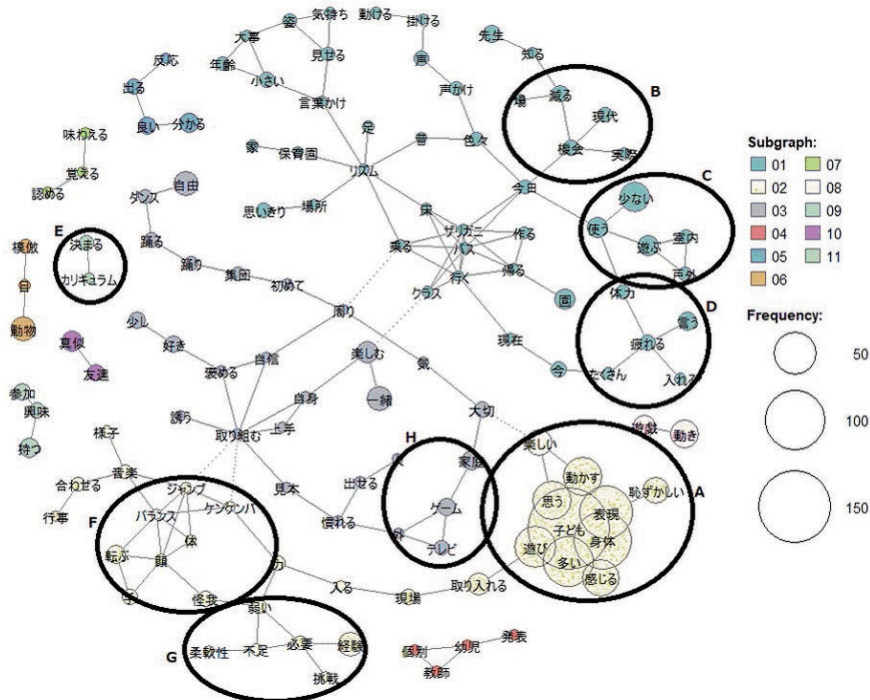 気持ち
動ける
姿
掛ける
大事
先生
見せる
声
知る
反応
年齢
小さい
B
出る
声かけ
減る
場
言葉かけ
現代
良い
分かる
足
昔
色々
機会
Subgraph:
味わえる
家
保育園
実際
01
07
リズム
02
08
覚える
自由
C
03
09
認める
ダンス
今日
少ない
04
10
床
05
11
思いきり
場所
ザリガニ
使う
06
E
作る
室内
模倣
決まる
踊る
乗る
遊ぶ
踊り
張る
戸外
カリキュラム
集団
行く
D
目
初めて
クラス
体力
園
Frequency:
動物
少し
周り
言う
疲れる
50
真似
好き
楽しむ
現在
自信
褒める
気
今
たくさん
入れる
友達
参加
自身
一緒
100
興味
誘う
大切
様子
取り組む
上手
遊戯
動き
持つ
H
楽しい
音楽
家庭
A
合わせる
ジャンプ
見本
出せる
動かす
恥ずかしい
150
F
バランス
ケンケンパ
ゲーム
思う
表現
行事
慣れる
外
子ども
体
テレビ
遊び
身体
転ぶ
顔
多い
力
感じる
手
怪我
入る
現場
取り入れる
弱い
G
発表
柔軟性
不足
必要
経験
個別
幼児
挑戦
教師